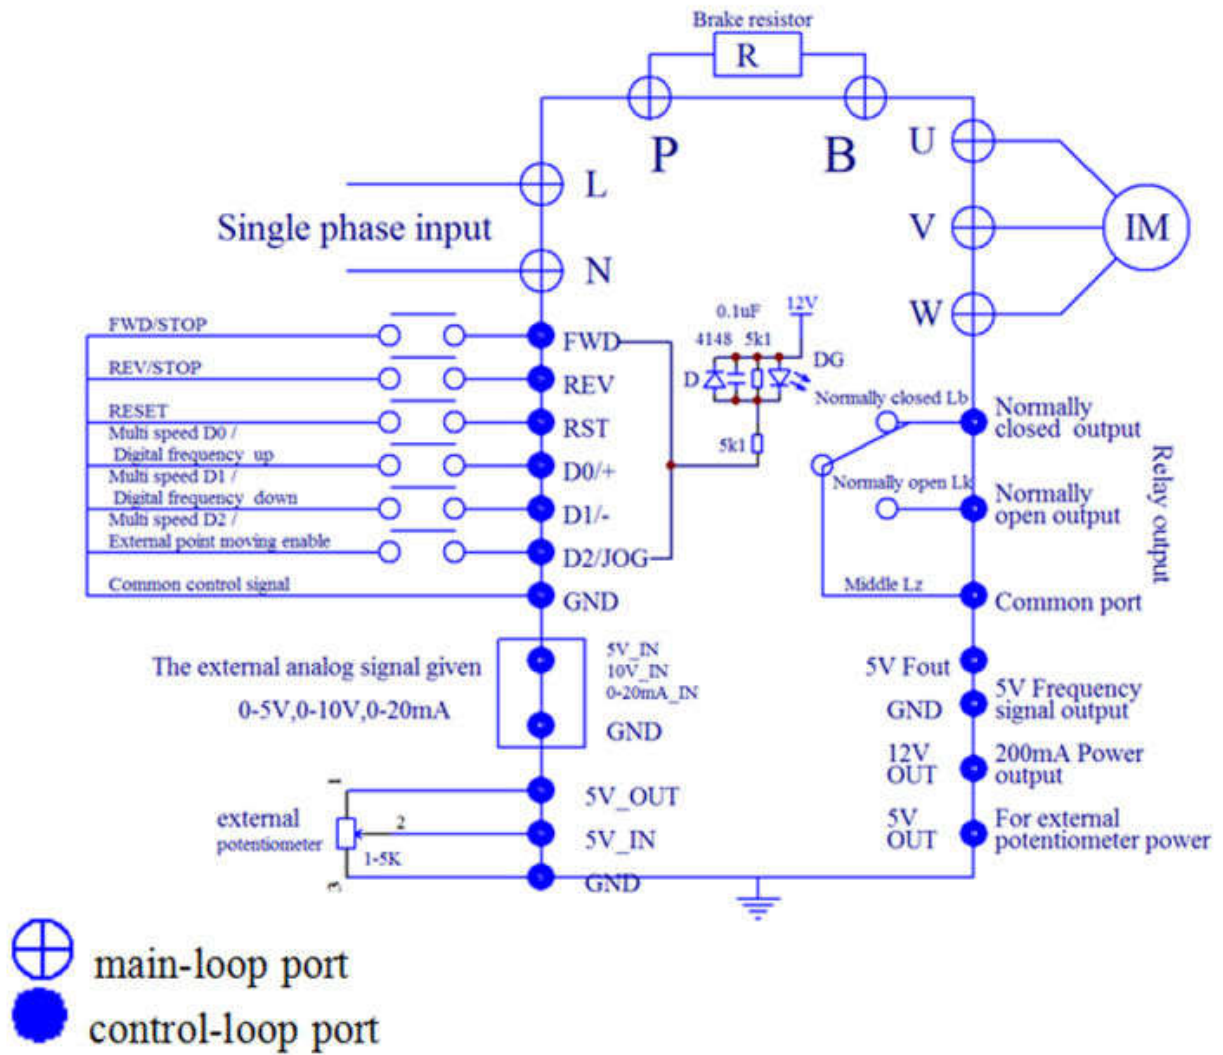 Brake resistor
R
P
B
U
V
W
IM
L
Single phase input
N
FWD/STOP
REV/STOP
RESET
Multi speed D0 /
Digital frequency up
Multi speed D1 /
Digital frequency down
Multi speed D2 /
External point moving enable
Common control signal
FWD
REV
RST
D0/+
D1/-
D2/JOG
GND
0.1uF
12V
4148
5k1
D
DG
5k1
Normally closed Lb
Normally open Lk
Middle Lz
Normally
closed output
Normally
open output
Common port
Relay output
The external analog signal given
0-5V,0-10V,0-20mA
5V_IN
10V_IN
0-20mA_IN
GND
5V Fout
GND
5V Frequency
signal output
12V
OUT
200mA Power
output
5V
OUT
For external
potentiometer power
external
potentiometer
1
2
3
1-5K
5V_OUT
5V_IN
GND
main-loop port
control-loop port